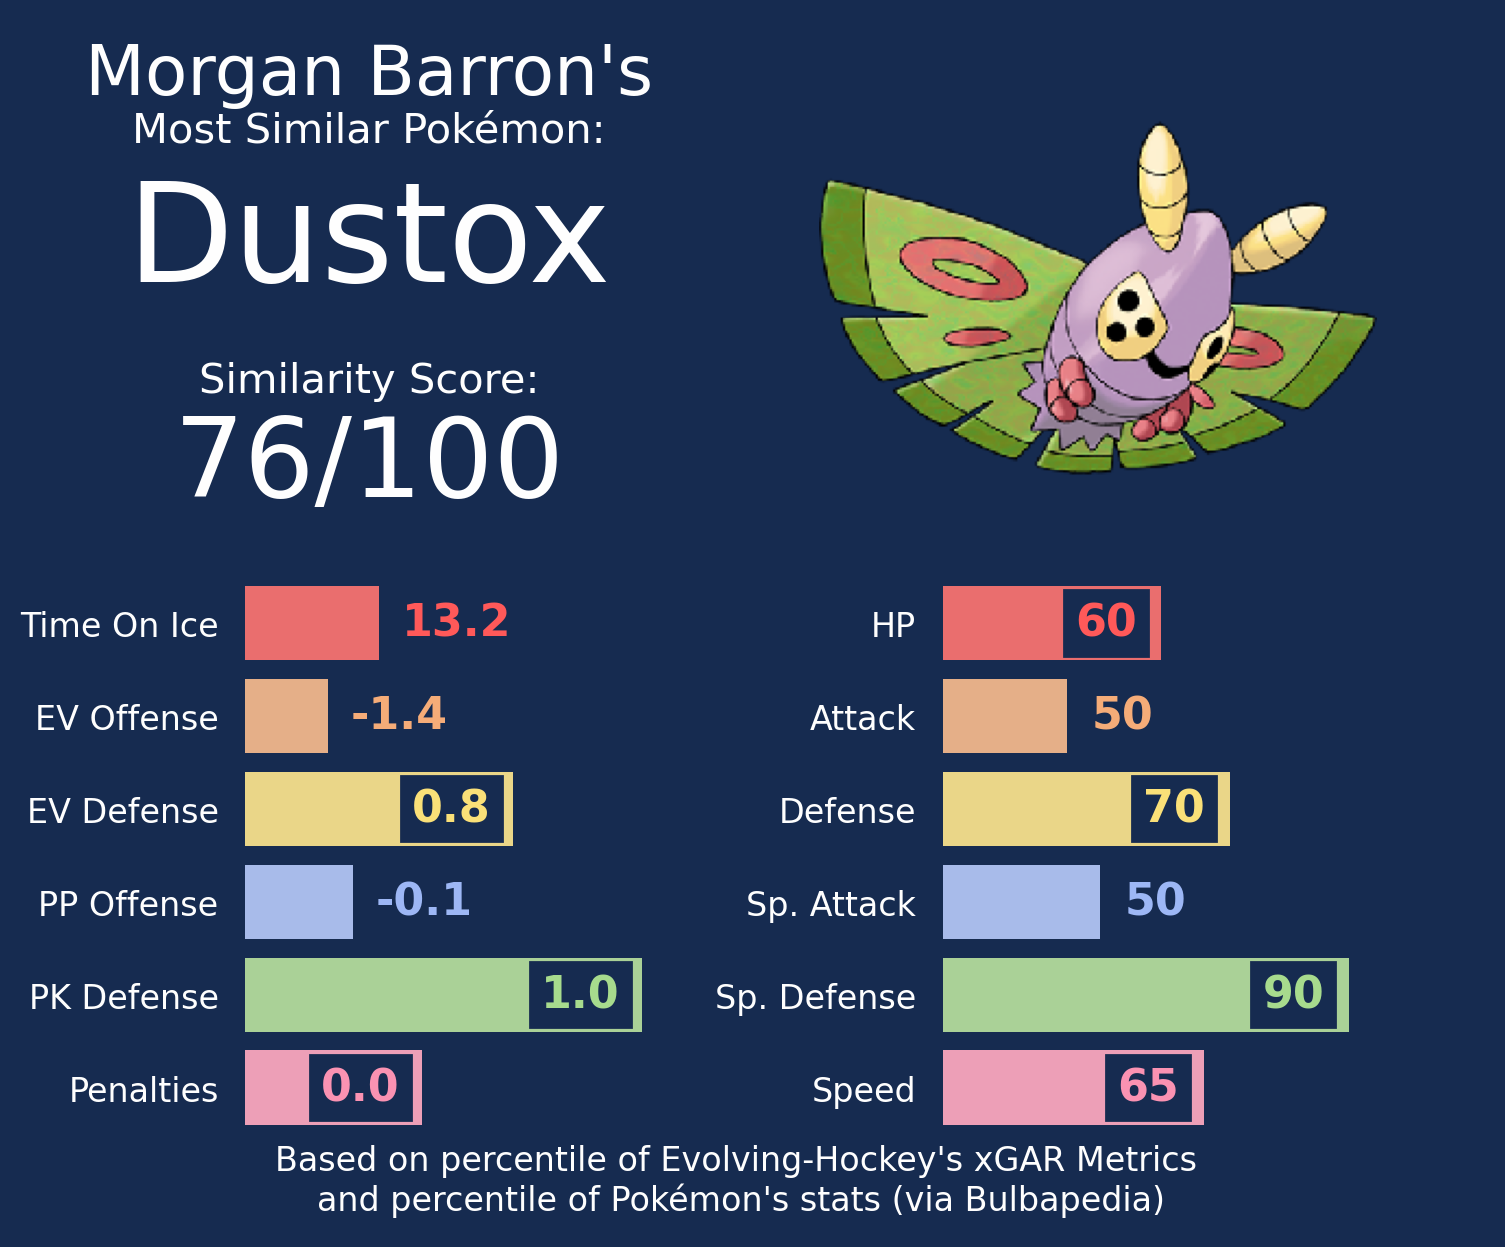 Morgan Barron's
Most Similar Pokémon:
Dustox
Similarity Score:
76/100
Time On Ice 13.2
EV Offense -1.4
EV Defense 0.8
PP Offense -0.1
PK Defense 1.0
Penalties 0.0
HP 60
Attack 50
Defense 70
Sp. Attack 50
Sp. Defense 90
Speed 65
Based on percentile of Evolving-Hockey's xGAR Metrics
and percentile of Pokémon's stats (via Bulbapedia)